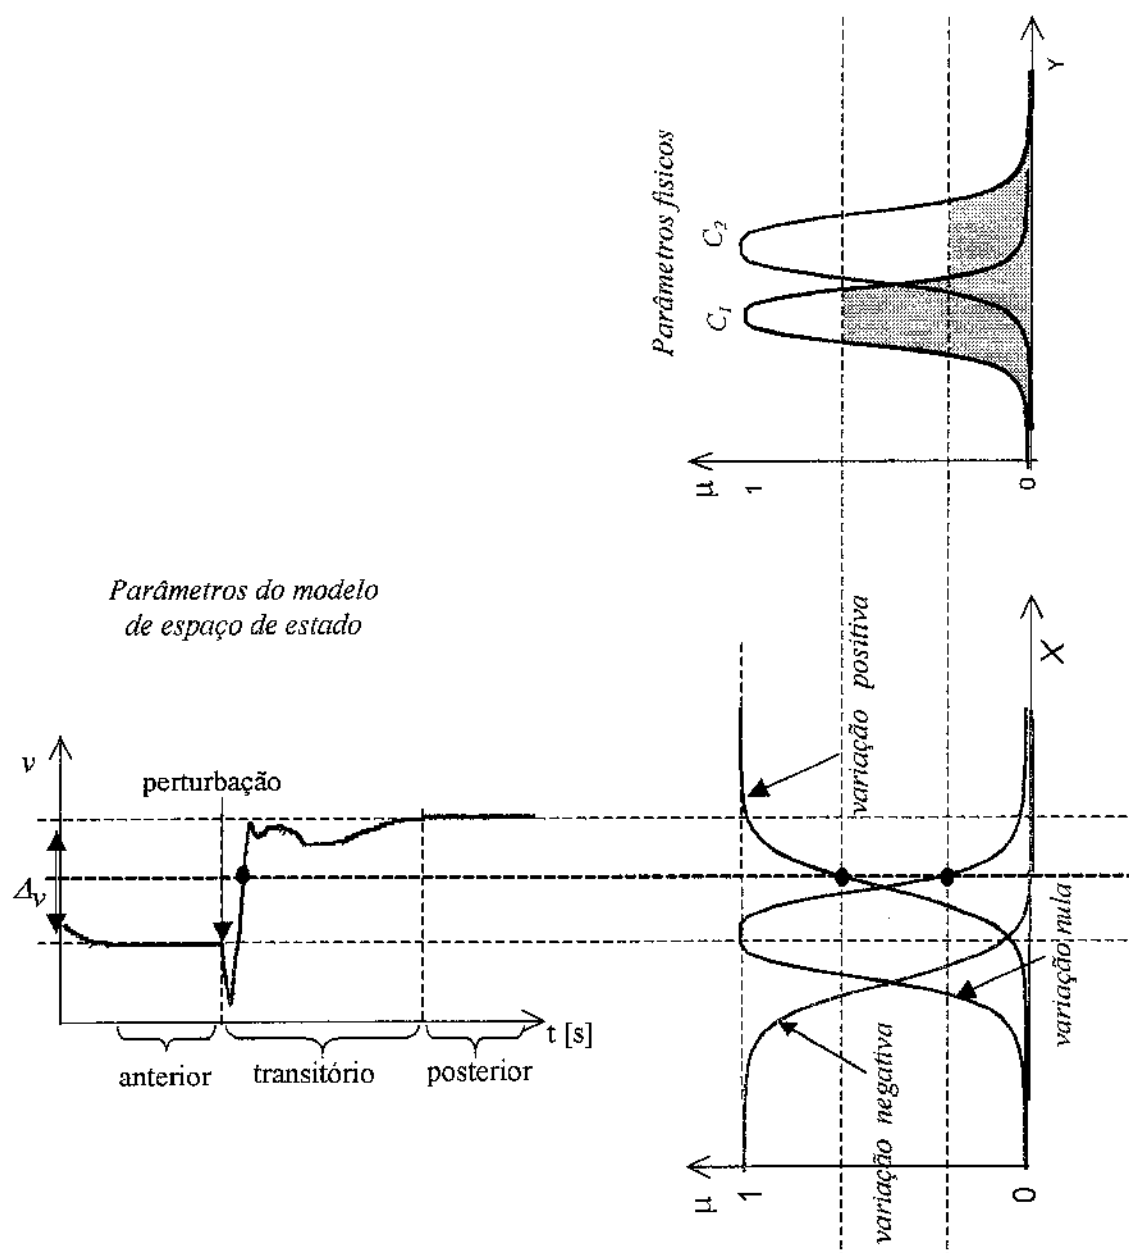 Y
Parâmetros físicos
C₂
C₁
μ
1
0
Parâmetros do modelo
de espaço de estado
variação positiva
X
v
perturbação
Δv
t [s]
anterior
transitório
posterior
variação nula
variação negativa
μ
1
0